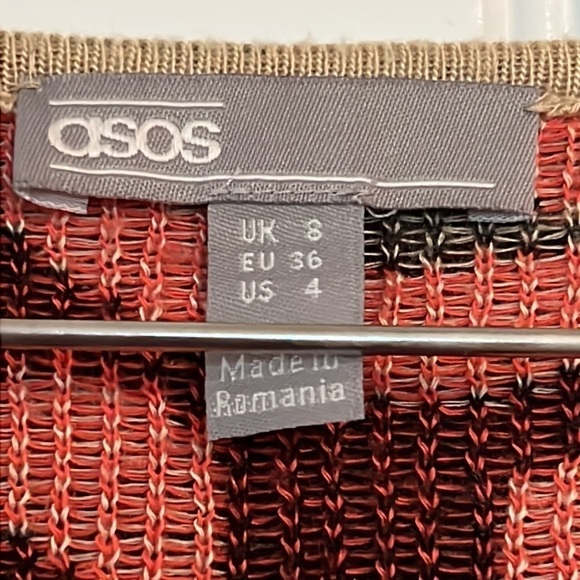 asos
UK 8
EU 36
US 4
Made in
Romania